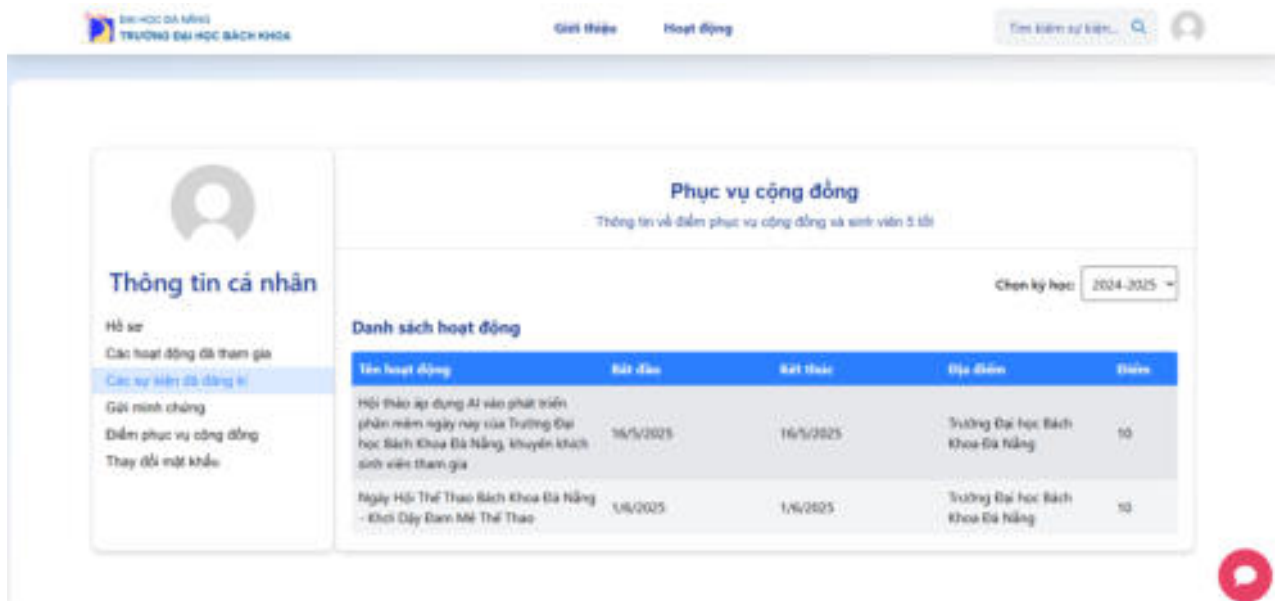 ĐẠI HỌC ĐÀ NẴNG
TRƯỜNG ĐẠI HỌC BÁCH KHOA
Giới thiệu
Hoạt động
Tìm kiếm sự kiện...
Thông tin cá nhân
Hồ sơ
Các hoạt động đã tham gia
Các sự kiện đã đăng kí
Gửi minh chứng
Điểm phục vụ cộng đồng
Thay đổi mật khẩu
Phục vụ cộng đồng
Thông tin về điểm phục vụ cộng đồng và sinh viên 5 tốt
Chọn kỳ học: 2024-2025
Danh sách hoạt động
Tên hoạt động Bắt đầu Kết thúc Địa điểm Điểm
Hội thảo áp dụng AI vào phát triển
phần mềm ngày nay của Trường Đại
học Bách Khoa Đà Nẵng, khuyến khích
sinh viên tham gia
16/5/2025
16/5/2025
Trường Đại học Bách
Khoa Đà Nẵng
10
Ngày Hội Thể Thao Bách Khoa Đà Nẵng
- Khơi Dậy Đam Mê Thể Thao
1/6/2025
1/6/2025
Trường Đại học Bách
Khoa Đà Nẵng
10